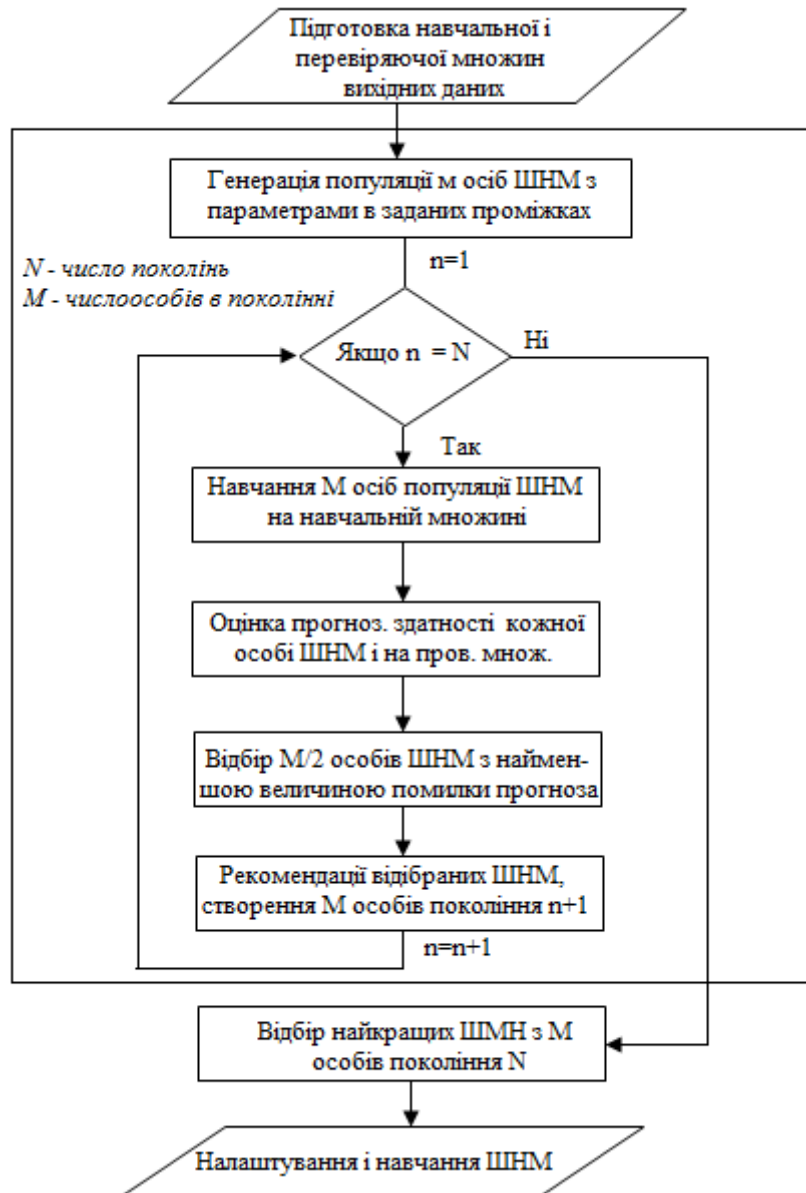 Підготовка навчальної і
перевіряючої множин
вихідних даних
Генерація популяції м осіб ШНМ з
параметрами в заданих проміжках
n=1
N - число поколінь
M - числоособів в поколінні
Якщо n = N
Ні
Так
Навчання М осіб популяції ШНМ
на навчальній множині
Оцінка прогноз. здатності кожної
особі ШНМ і на пров. множ.
Відбір М/2 особів ШНМ з наймен-
шою величиною помилки прогноза
Рекомендації відібраних ШНМ,
створення М особів покоління n+1
n=n+1
Відбір найкращих ШМН з М
особів покоління N
Налаштування і навчання ШНМ